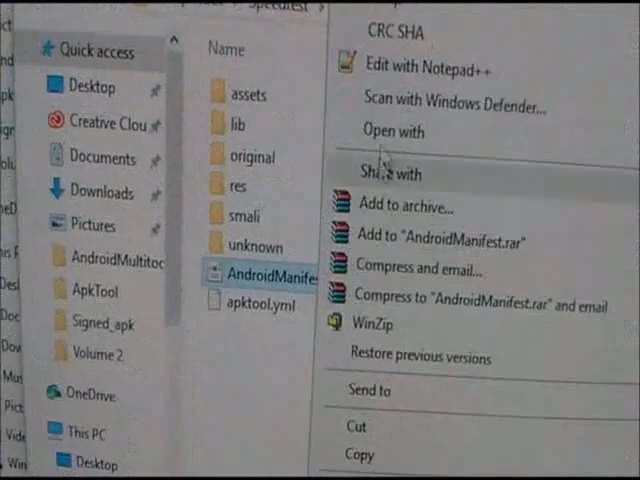 Speedtest
CRC SHA
Edit with Notepad++
Scan with Windows Defender...
Open with
Share with
Add to archive...
Add to "AndroidManifest.rar"
Compress and email...
Compress to "AndroidManifest.rar" and email
WinZip
Restore previous versions
Send to
Cut
Copy
Quick access
Desktop
Creative Clou
Documents
Downloads
Pictures
AndroidMultitoc
ApkTool
Signed_apk
Volume 2
OneDrive
This PC
Desktop
Name
assets
lib
original
res
smali
unknown
AndroidManifes
apktool.yml